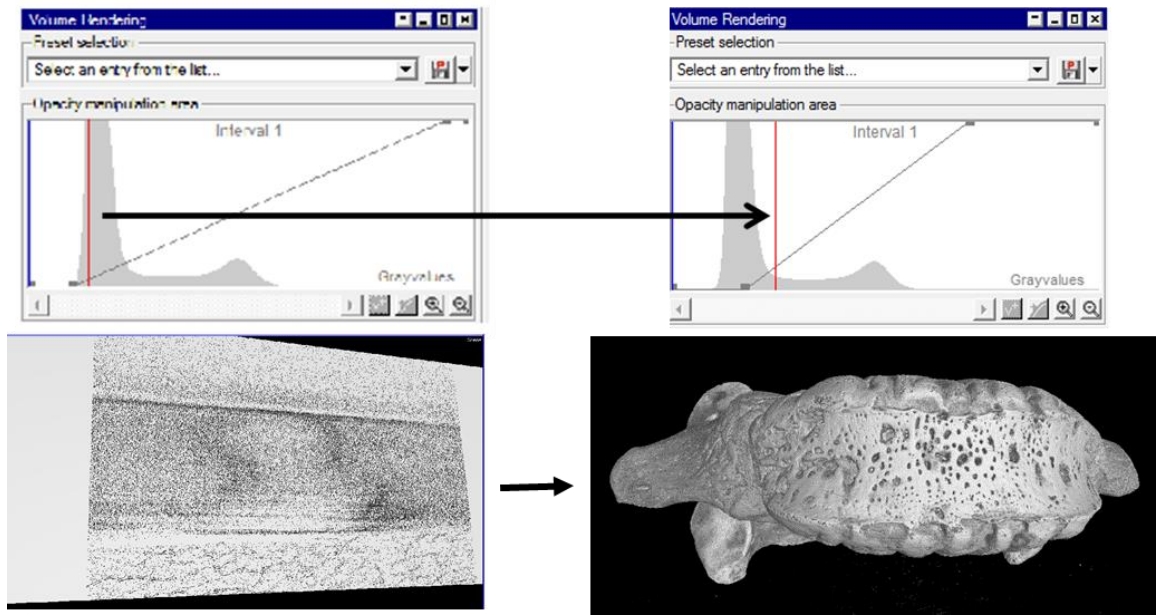 Volume Rendering
Preset selection
Select an entry from the list...
Opacity manipulation area
Interval 1
Grayvalues
Volume Rendering
Preset selection
Select an entry from the list...
Opacity manipulation area
Interval 1
Grayvalues